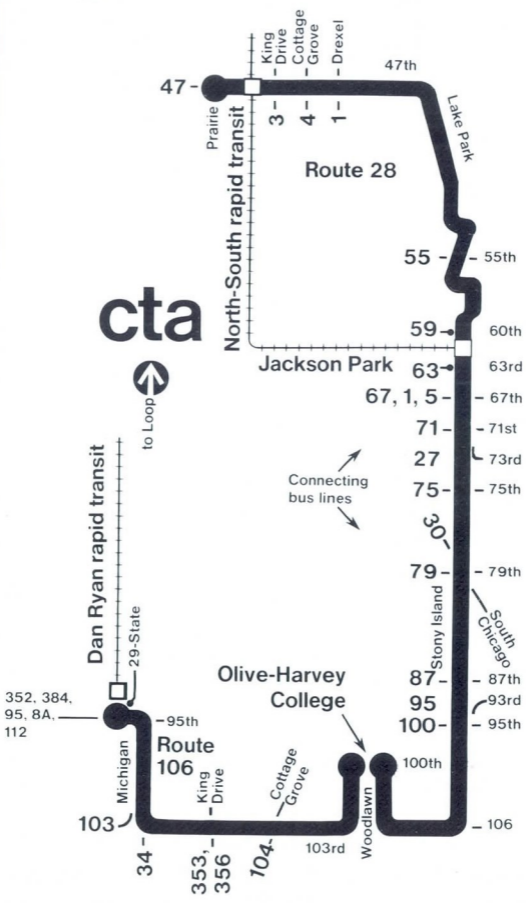 King
Drive
Cottage
Grove
Drexel
47th
47
Prairie
3
4
1
Lake Park
North-South rapid transit
Route 28
55
55th
cta
59
60th
Jackson Park
63
63rd
to Loop
67, 1, 5
67th
71
71st
27
73rd
Connecting
bus lines
75
75th
30
Dan Ryan rapid transit
79
79th
Stony Island
South
Chicago
29-State
Olive-Harvey
College
87
87th
352, 384,
95, 8A,
112
95
93rd
100
95th
95th
Route
106
Michigan
King
Drive
Cottage
Grove
100th
Woodlawn
103
103rd
106
34
353,
356
104